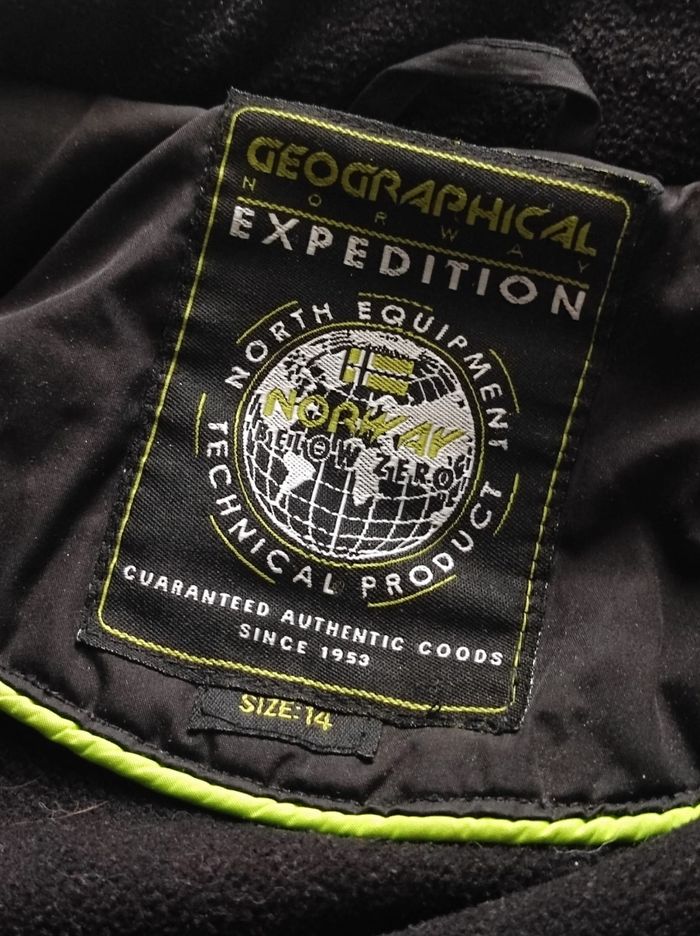 GEOGRAPHICAL
NORWAY
EXPEDITION
NORTH EQUIPMENT
NORWAY
BELOW ZERO
TECHNICAL PRODUCT
GUARANTEED AUTHENTIC GOODS
SINCE 1953
SIZE: 14